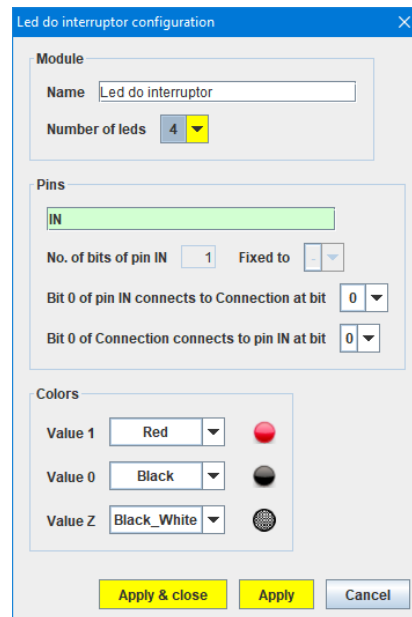 Led do interruptor configuration
Module
Name Led do interruptor
Number of leds 4
Pins
IN
No. of bits of pin IN 1 Fixed to -
Bit 0 of pin IN connects to Connection at bit 0
Bit 0 of Connection connects to pin IN at bit 0
Colors
Value 1 Red
Value 0 Black
Value Z Black_White
Apply & close Apply Cancel